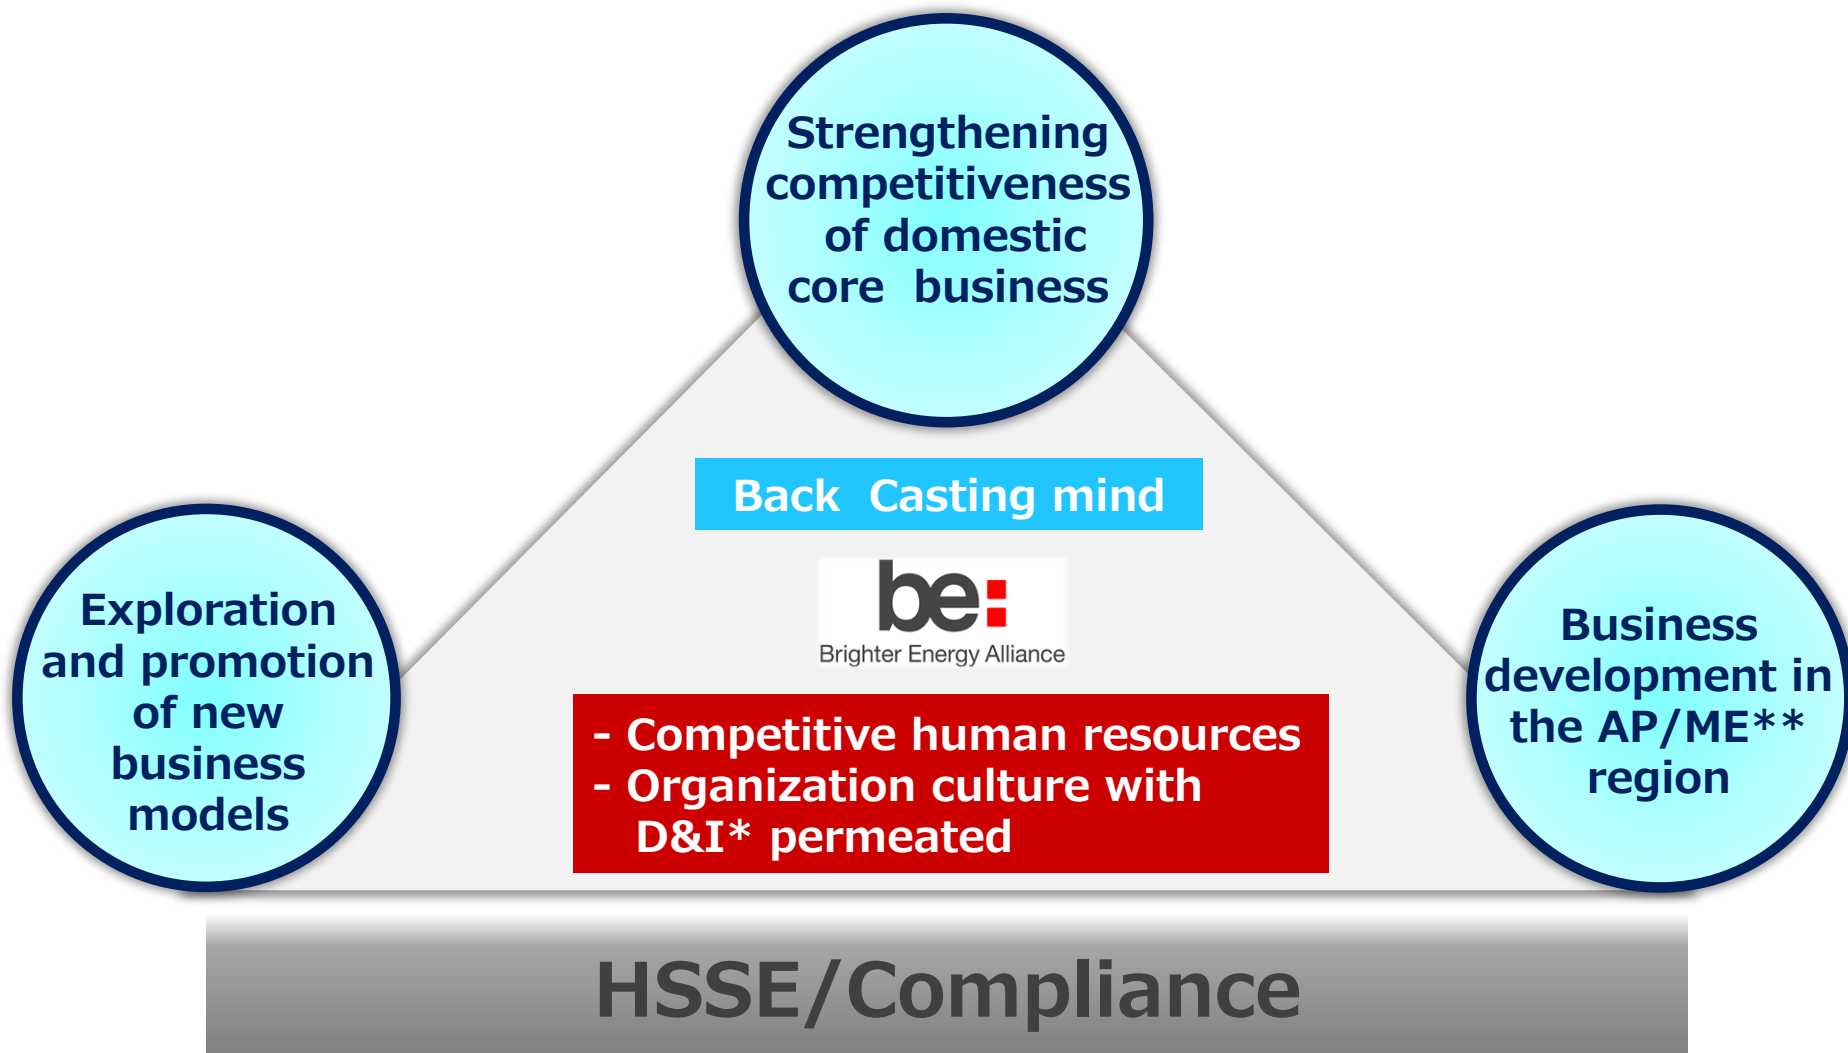 Strengthening
competitiveness
of domestic
core business
Back Casting mind
be:
Brighter Energy Alliance
Exploration
and promotion
of new
business
models
Business
development in
the AP/ME**
region
- Competitive human resources
- Organization culture with
D&I* permeated
HSSE/Compliance